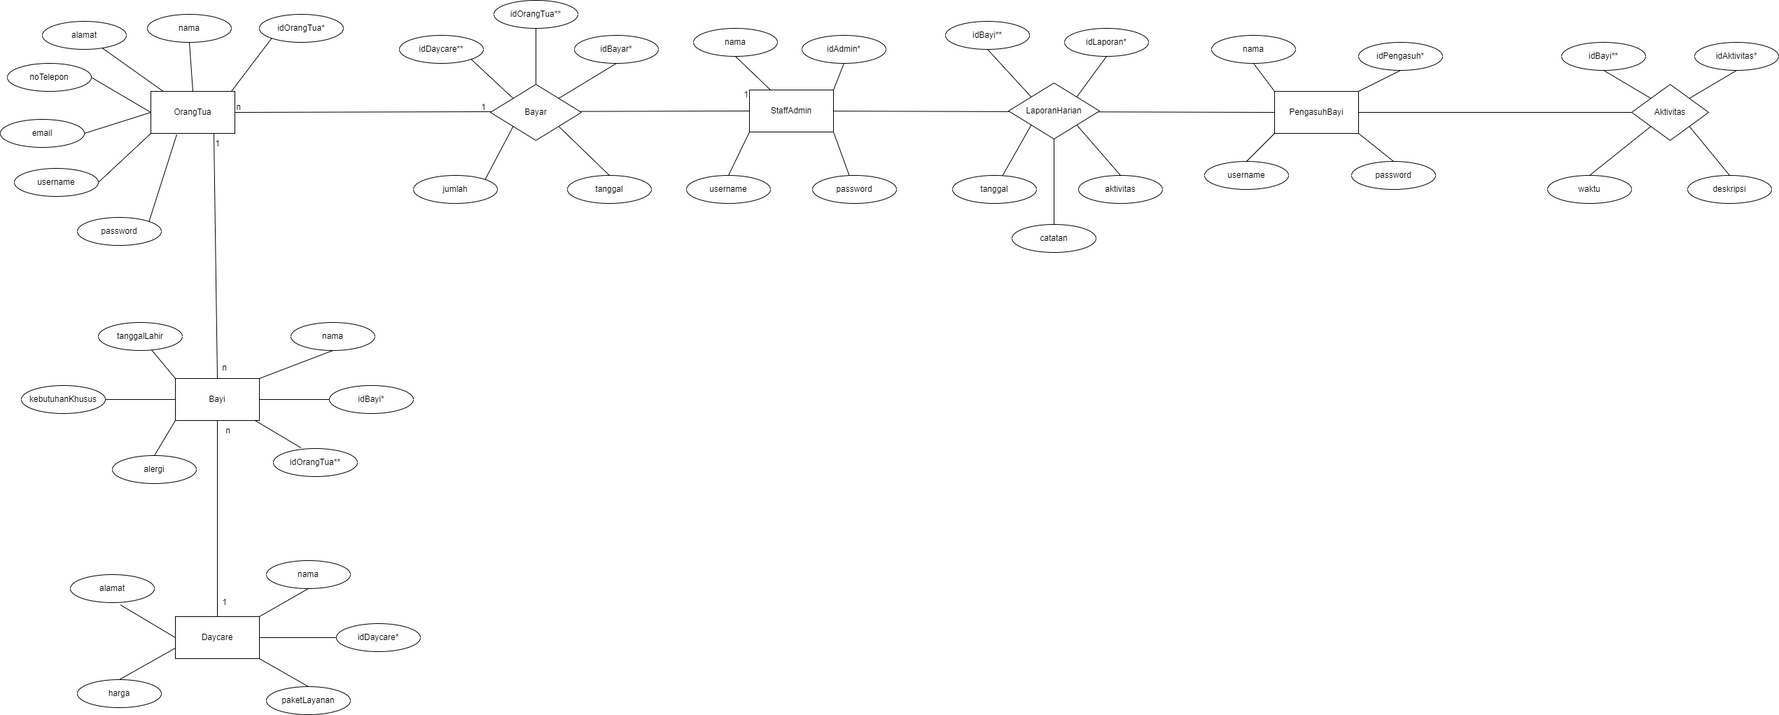 idOrangTua**
nama
idOrangTua*
alamat
idDaycare**
idBayar*
nama
idAdmin*
idBayi**
idLaporan*
nama
idPengasuh*
idBayi**
idAktivitas*
noTelepon
n
1
1
OrangTua
Bayar
StaffAdmin
LaporanHarian
PengasuhBayi
Aktivitas
email
1
username
jumlah
tanggal
username
password
tanggal
aktivitas
username
password
waktu
deskripsi
password
catatan
tanggalLahir
nama
n
kebutuhanKhusus
Bayi
idBayi*
n
alergi
idOrangTua**
nama
alamat
1
Daycare
idDaycare*
harga
paketLayanan